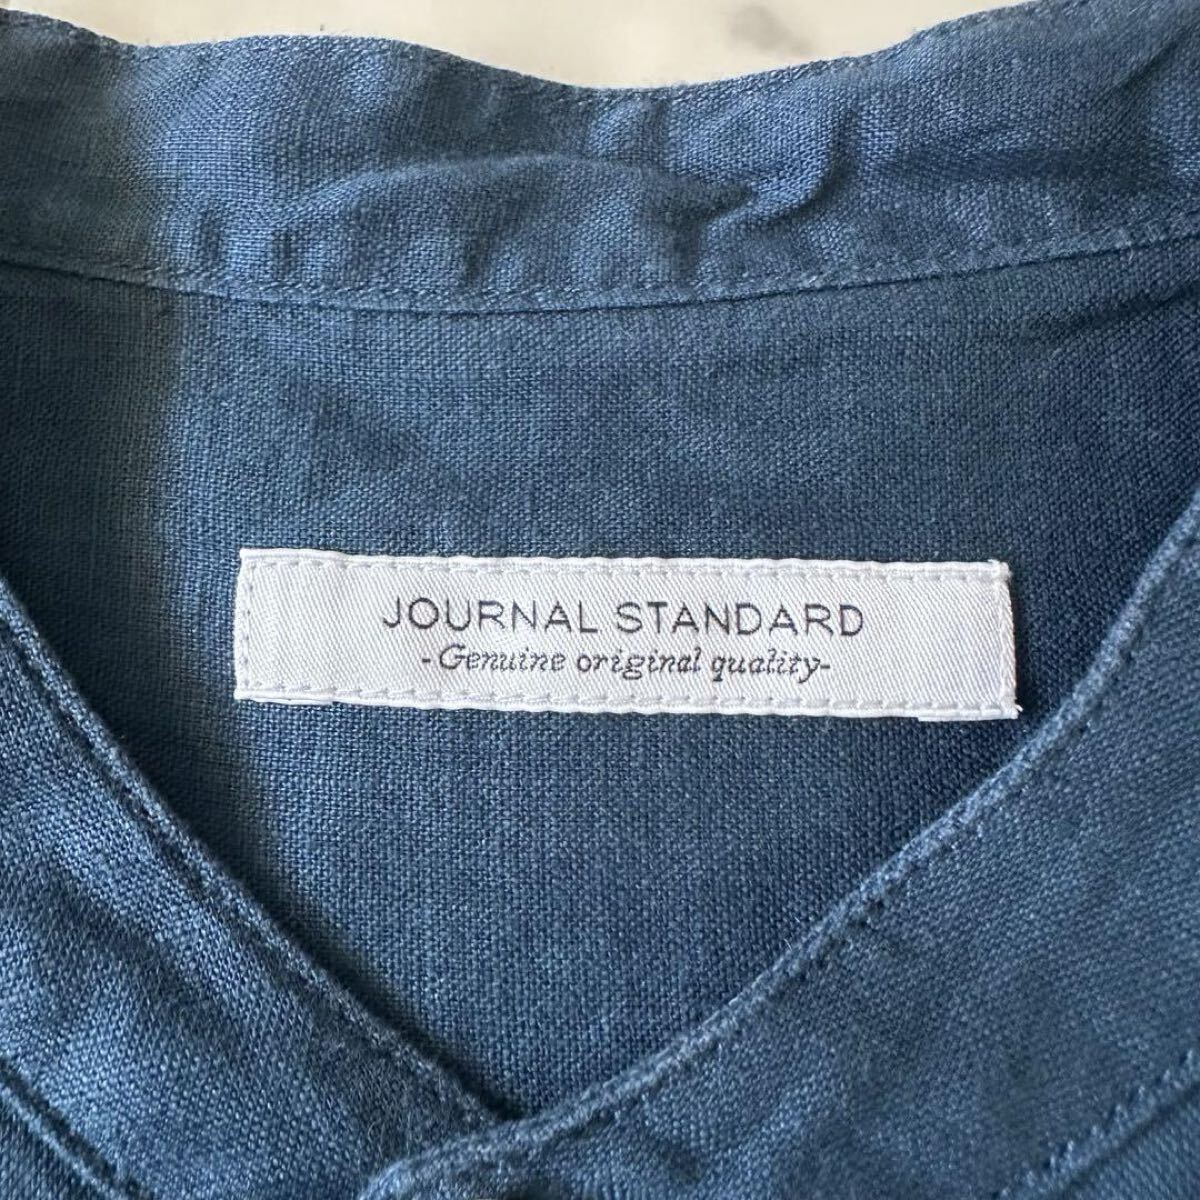 JOURNAL STANDARD
-Genuine original quality-